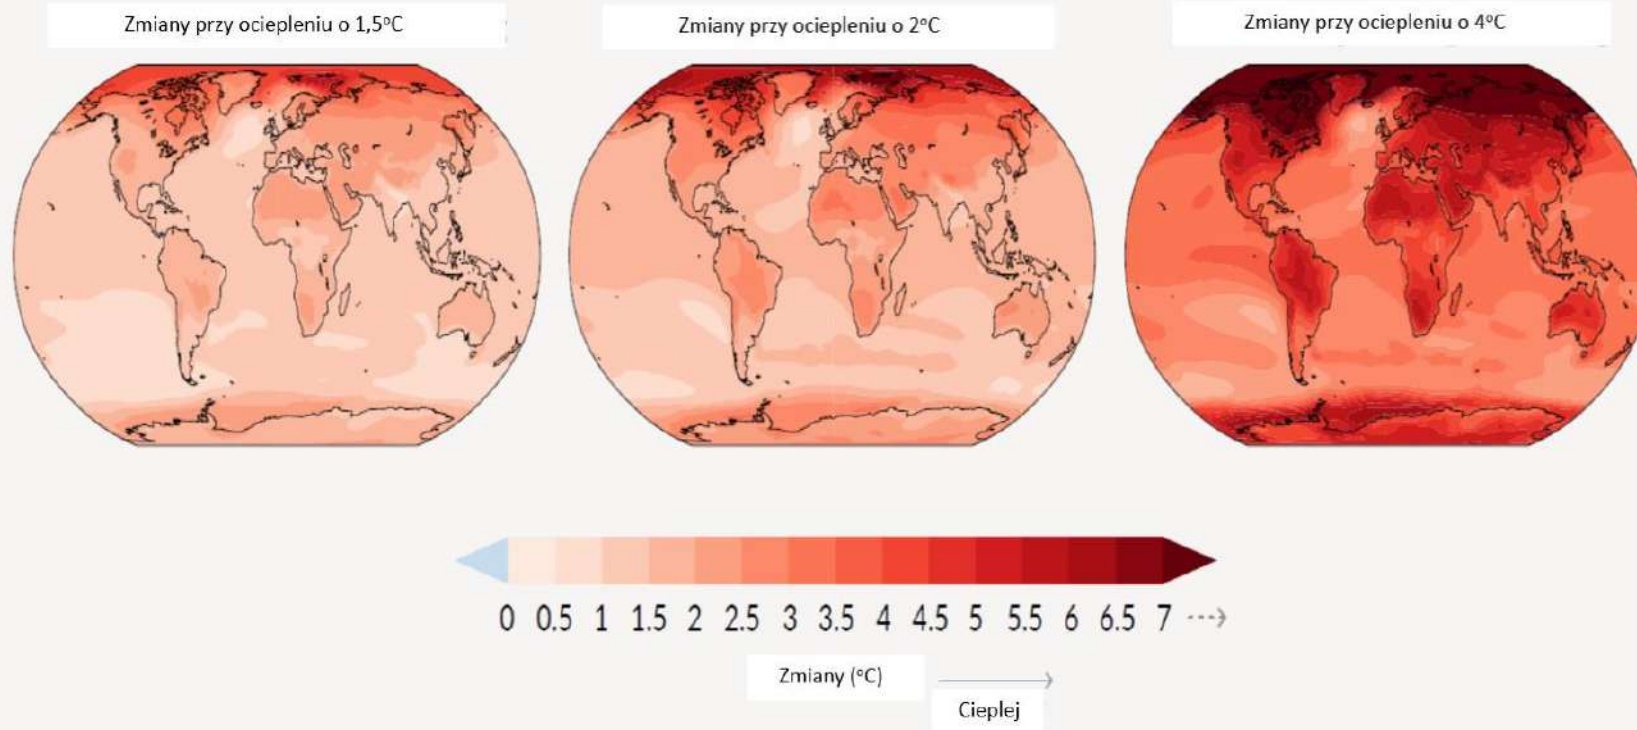 Zmiany przy ociepleniu o 1,5°C
Zmiany przy ociepleniu o 2°C
Zmiany przy ociepleniu o 4°C
0 0.5 1 1.5 2 2.5 3 3.5 4 4.5 5 5.5 6 6.5 7
Zmiany (°C)
Cieplej